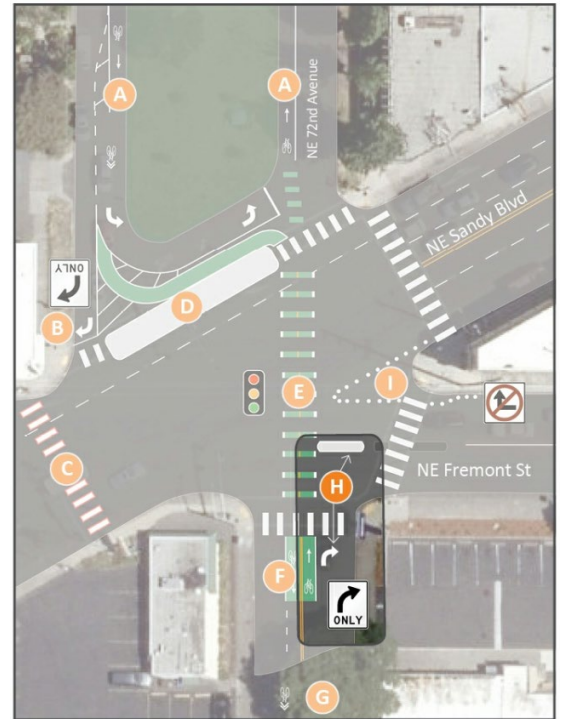 A
A
NE 72nd Avenue
NE Sandy Blvd
ONLY
B
D
E
I
C
H
NE Fremont St
F
ONLY
G